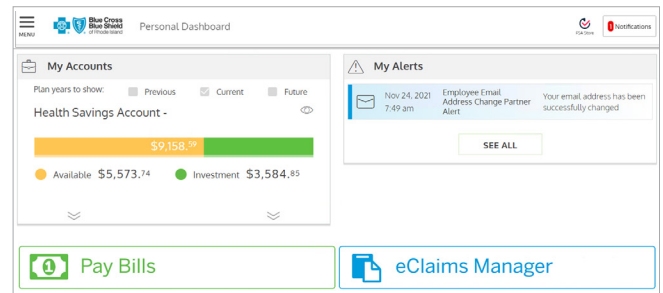 MENU
Blue Cross
Blue Shield
of Rhode Island
Personal Dashboard
FSA Store
1 Notifications
My Accounts
Plan years to show: Previous Current Future
Health Savings Account -
$9,158.59
Available $5,573.74 Investment $3,584.85
My Alerts
Nov 24, 2021
7:49 am
Employee Email
Address Change Partner
Alert
Your email address has been
successfully changed
SEE ALL
1 Pay Bills
eClaims Manager